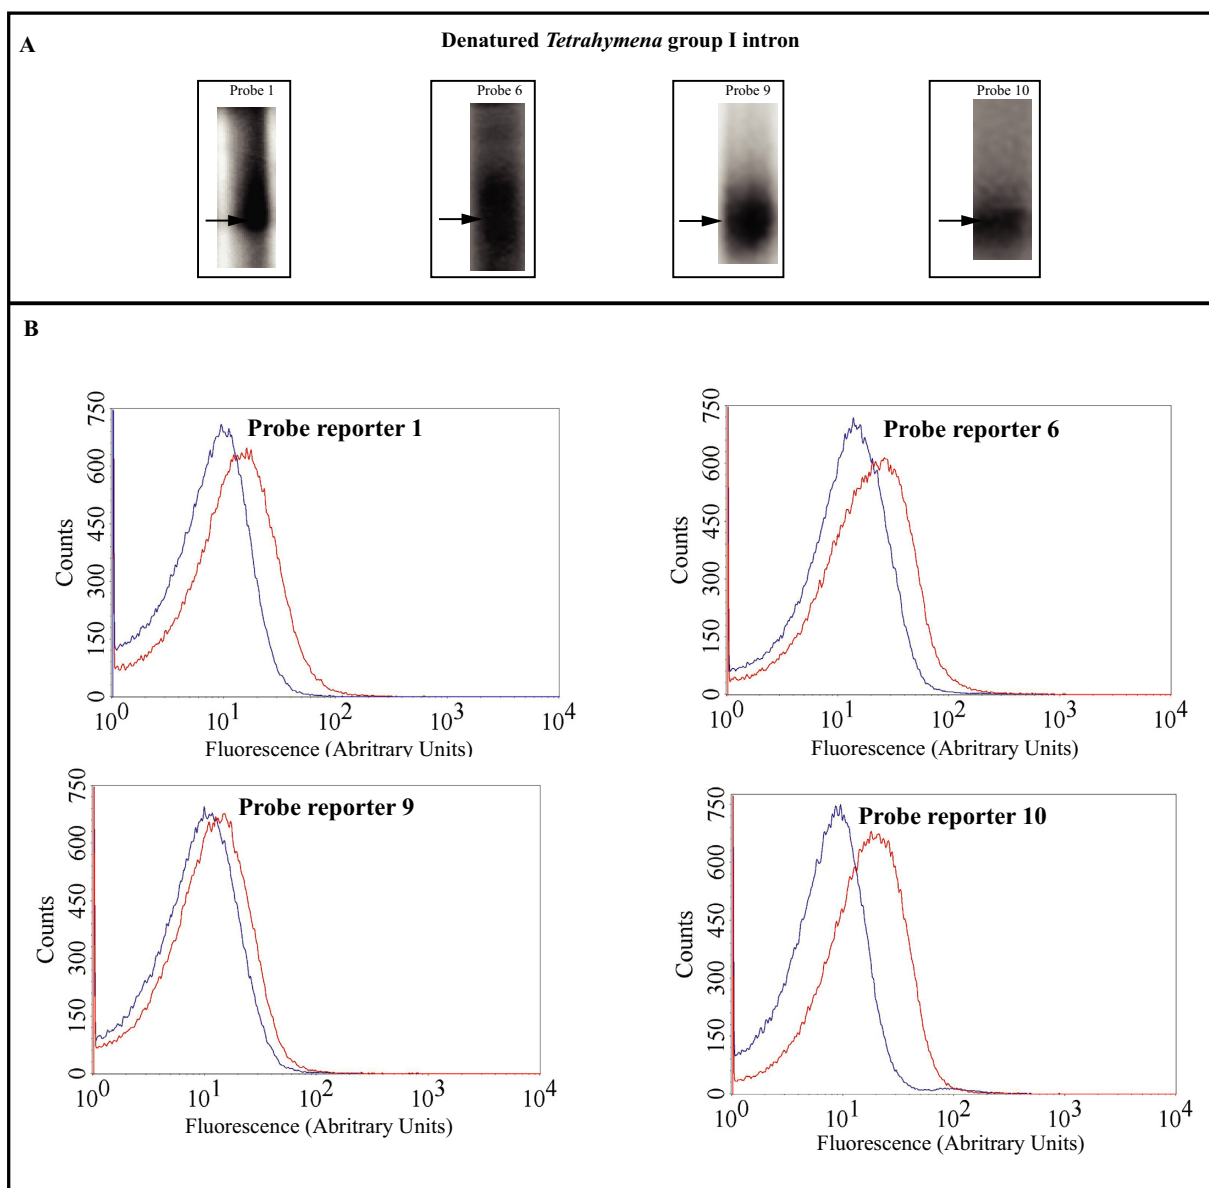 A
Denatured Tetrahymena group I intron
Probe 1
Probe 6
Probe 9
Probe 10
B
Probe reporter 1
750
600
450
300
150
0
Counts
10^0
10^1
10^2
10^3
10^4
Fluorescence (Abritrary Units)
Probe reporter 6
750
600
450
300
150
0
Counts
10^0
10^1
10^2
10^3
10^4
Fluorescence (Abritrary Units)
Probe reporter 9
750
600
450
300
150
0
Counts
10^0
10^1
10^2
10^3
10^4
Fluorescence (Abritrary Units)
Probe reporter 10
750
600
450
300
150
0
Counts
10^0
10^1
10^2
10^3
10^4
Fluorescence (Abritrary Units)